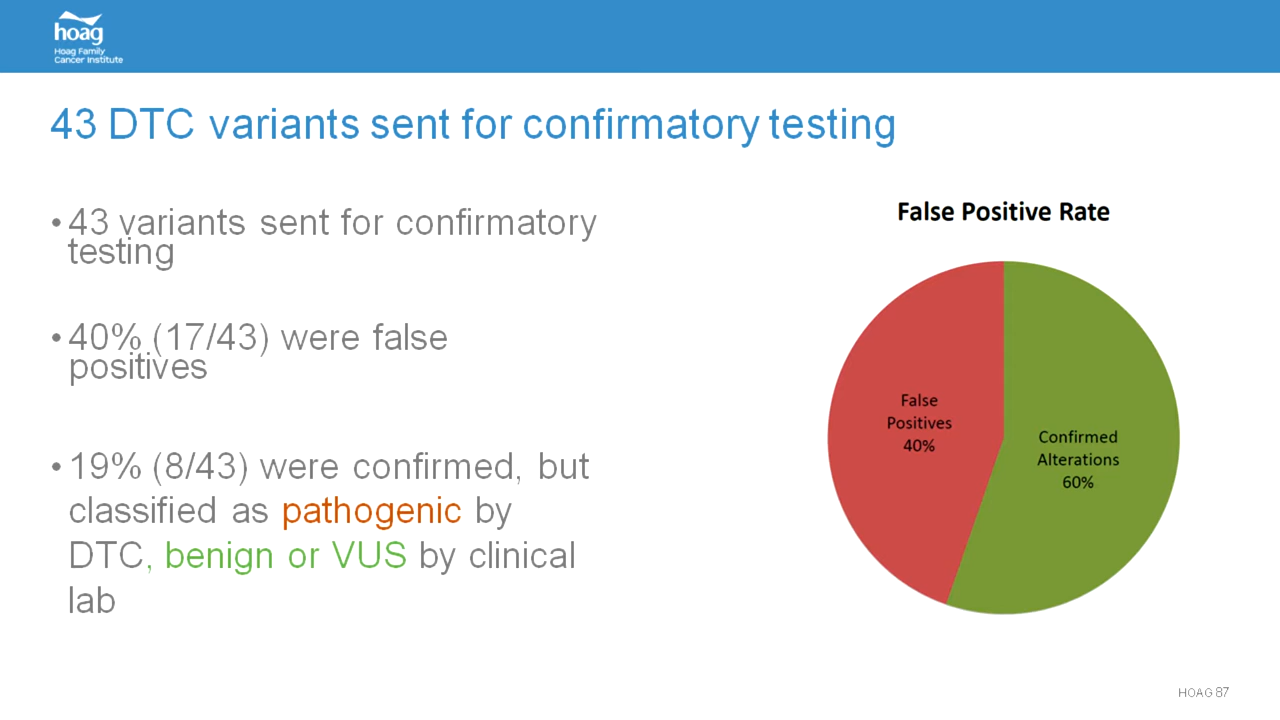 hoag
Hoag Family
Cancer Institute
43 DTC variants sent for confirmatory testing
• 43 variants sent for confirmatory
testing
• 40% (17/43) were false
positives
• 19% (8/43) were confirmed, but
classified as pathogenic by
DTC, benign or VUS by clinical
lab
False Positive Rate
False
Positives
40%
Confirmed
Alterations
60%
HOAG 87